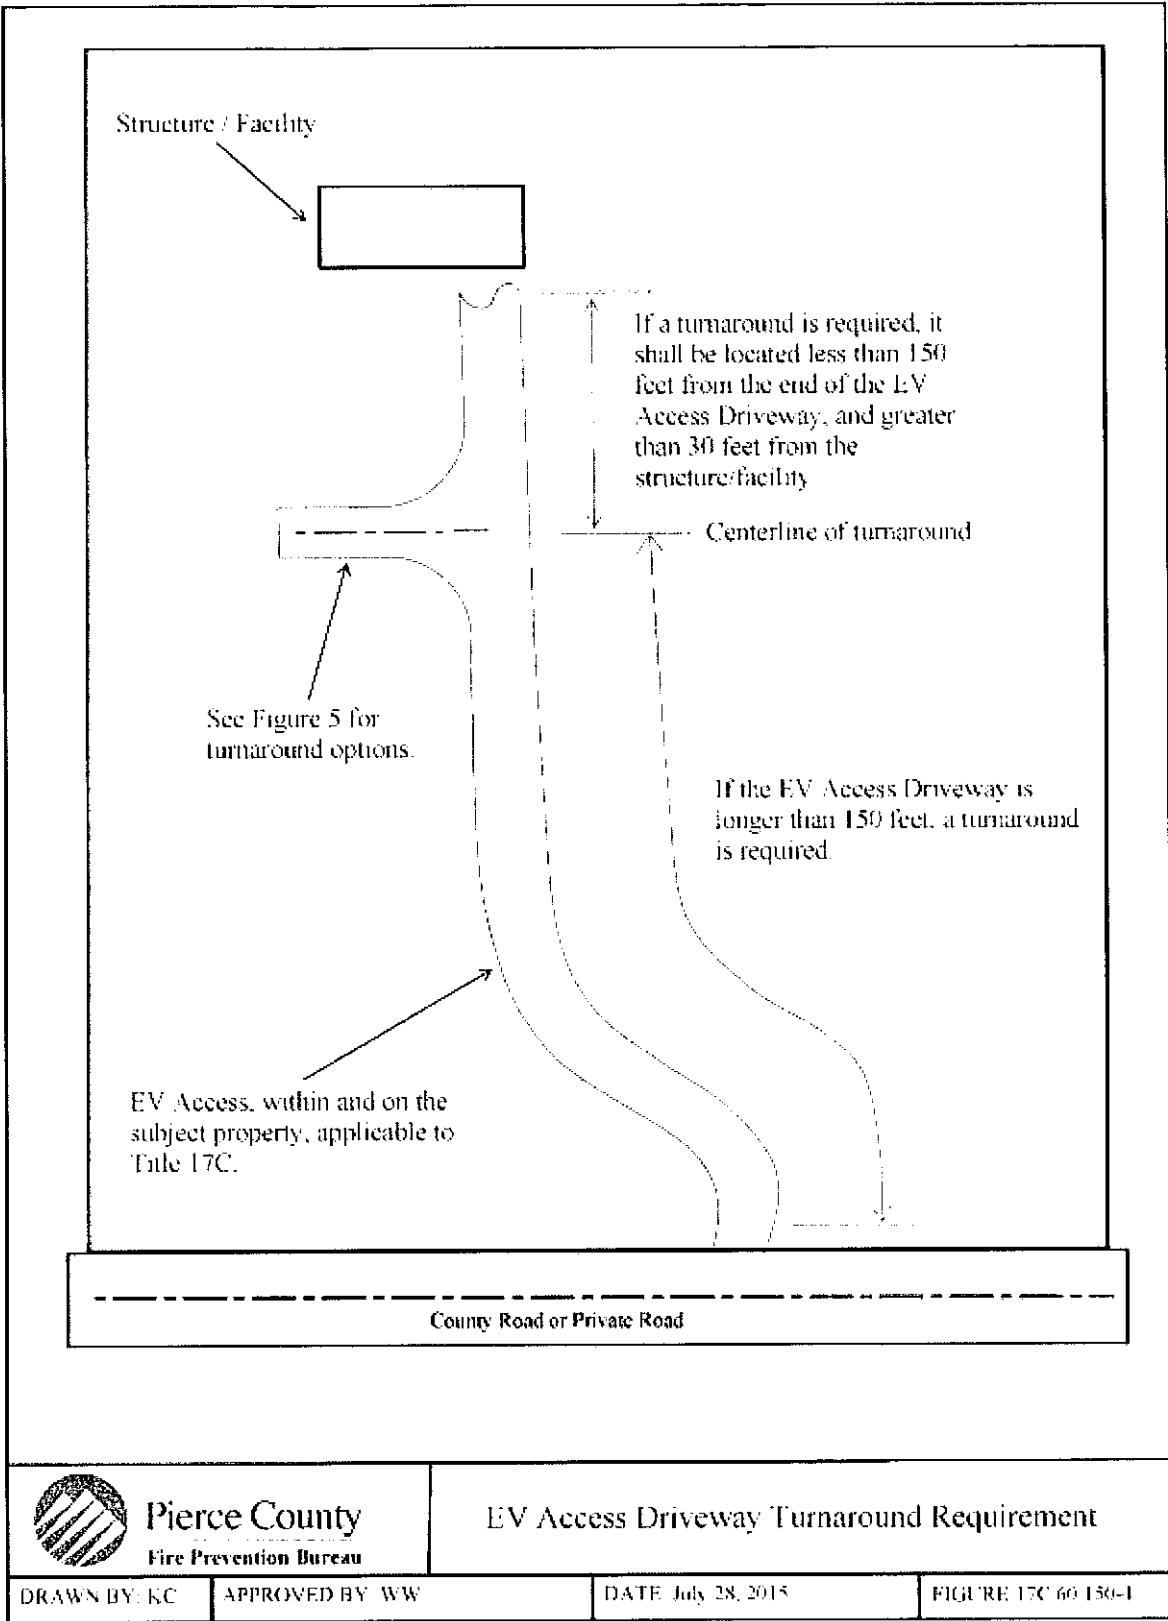 Structure / Facility
If a turnaround is required, it
shall be located less than 150
feet from the end of the EV
Access Driveway, and greater
than 30 feet from the
structure/facility
Centerline of turnaround
See Figure 5 for
turnaround options.
If the EV Access Driveway is
longer than 150 feet, a turnaround
is required.
EV Access, within and on the
subject property, applicable to
Title 17C.
County Road or Private Road
Pierce County
Fire Prevention Bureau
EV Access Driveway Turnaround Requirement
DRAWN BY: KC
APPROVED BY WW
DATE July 28, 2015
FIGURE 17C 60 150-4